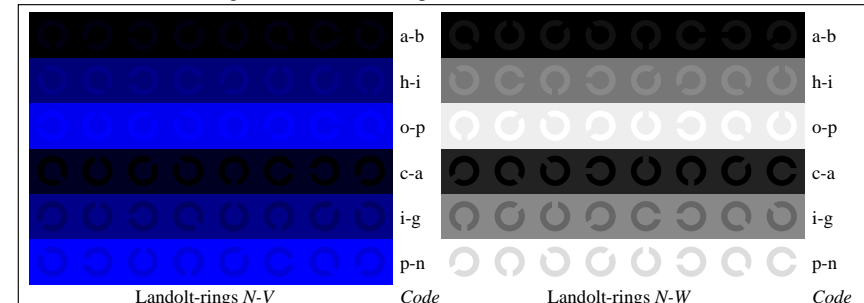 a-b a-b
h-i h-i
o-p o-p
c-a c-a
i-g i-g
p-n p-n
Landolt-rings N-V Code Landolt-rings N-W Code